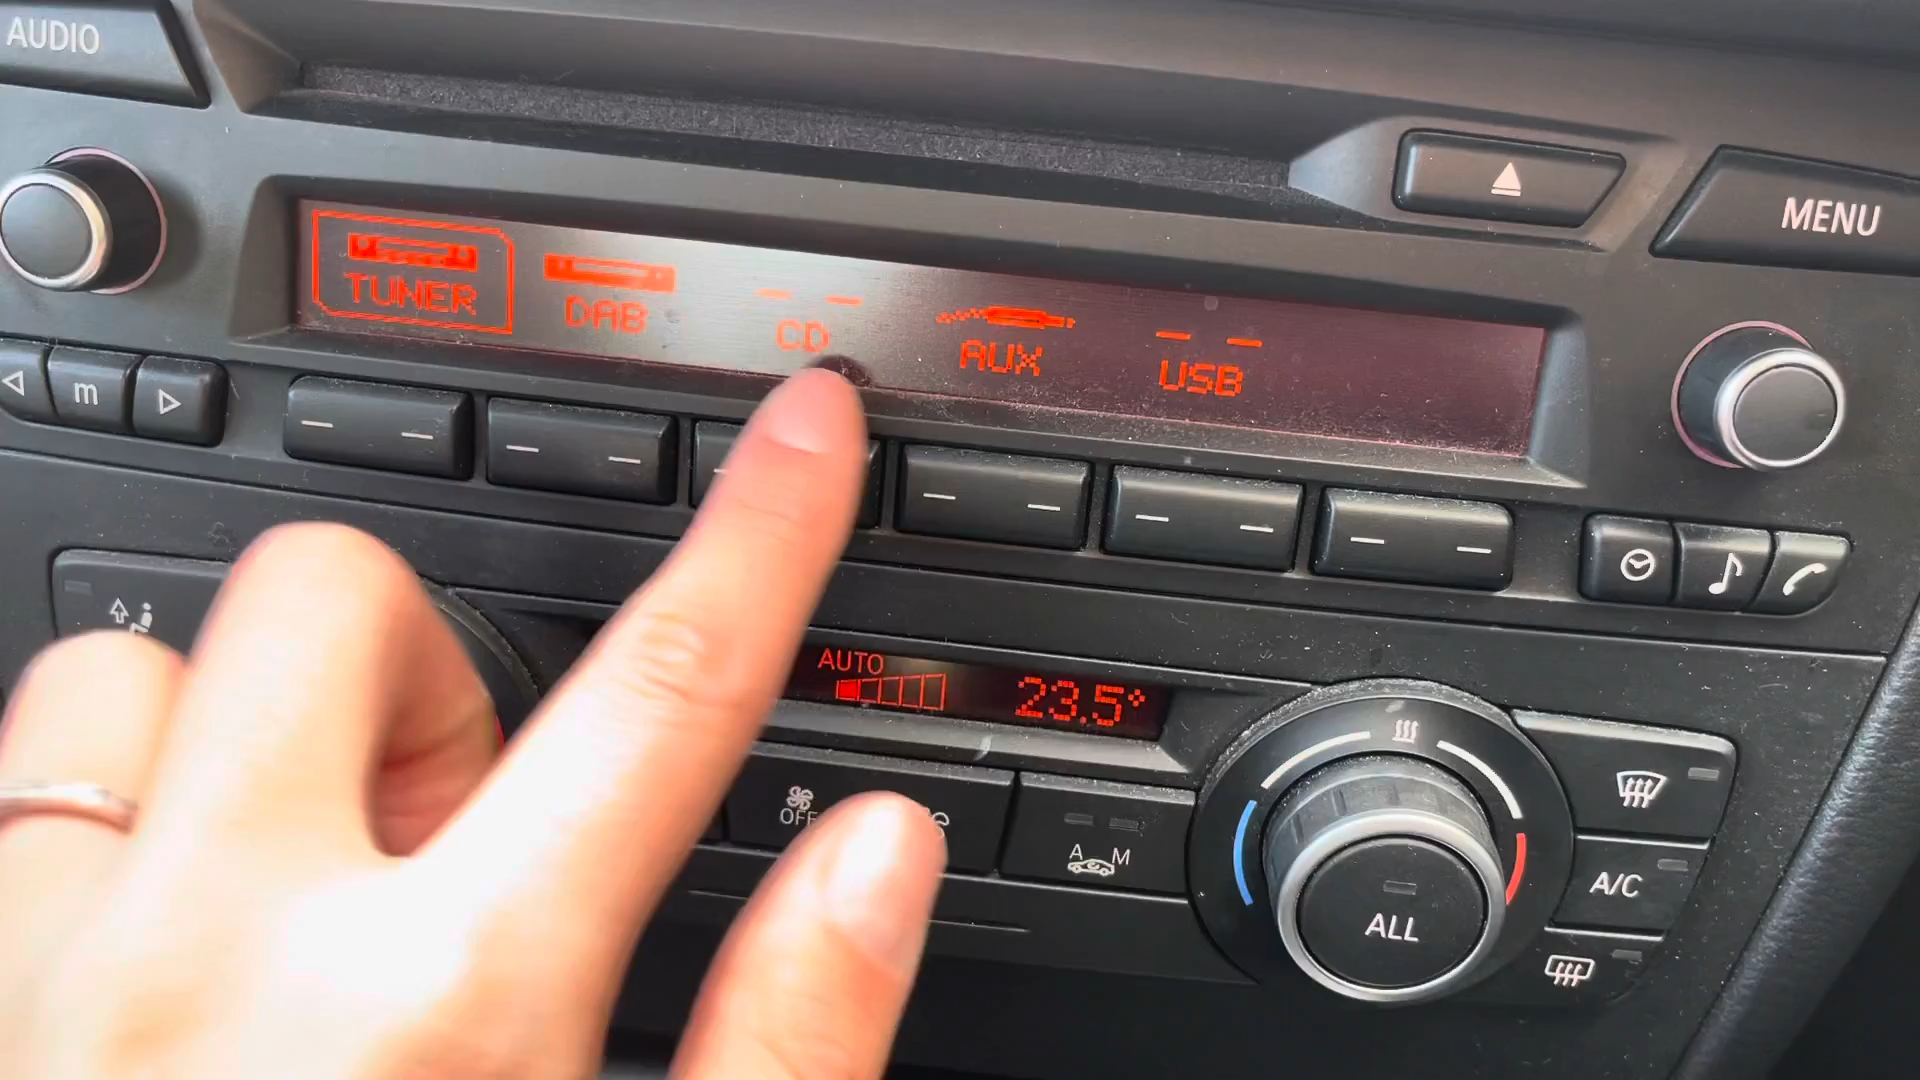 AUDIO
MENU
TUNER
DAB
CD
AUX
USB
m
AUTO
23.5°
OFF
A M
ALL
A/C